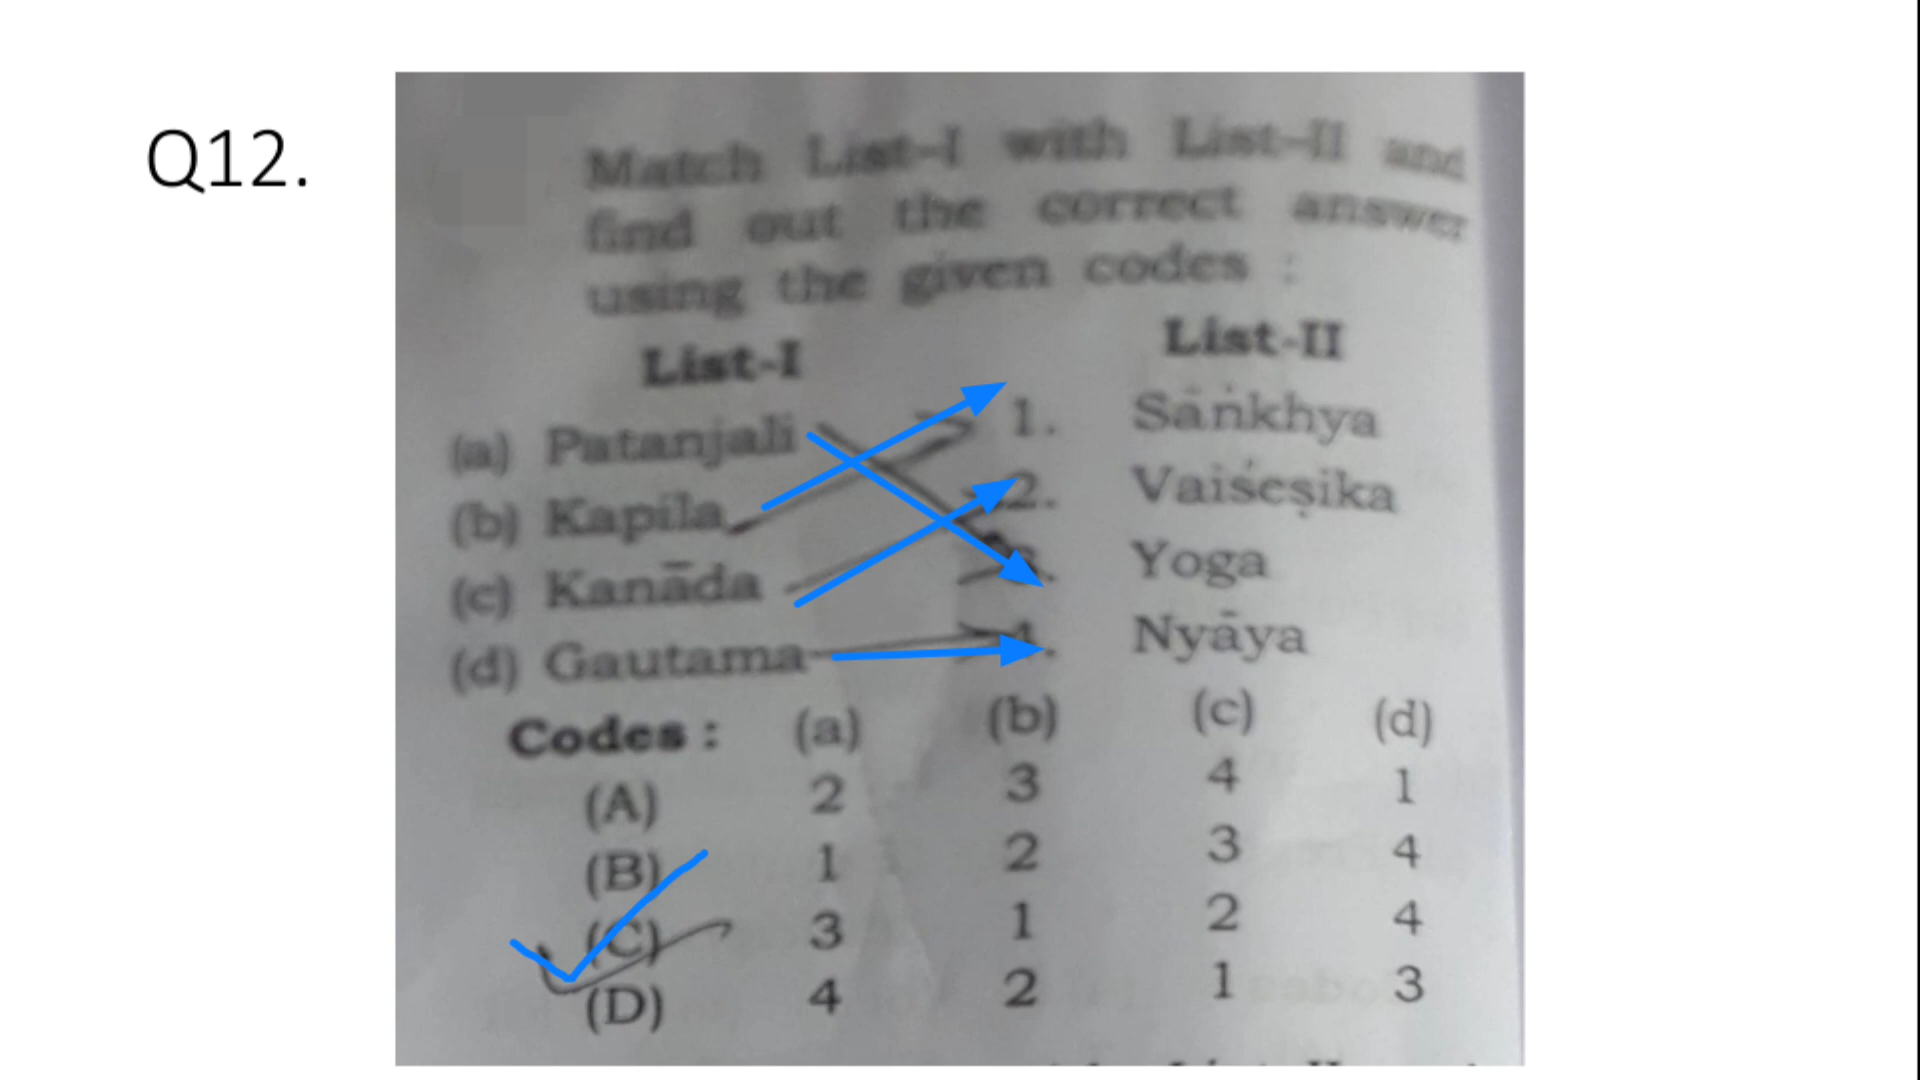 Q12.
Match List-I with List-II and
find out the correct answer
using the given codes :
List-I List-II
(a) Patanjali 1. Sāṅkhya
(b) Kapila 2. Vaiśeṣika
(c) Kanāda 3. Yoga
(d) Gautama 4. Nyāya
Codes : (a) (b) (c) (d)
(A) 2 3 4 1
(B) 1 2 3 4
(C) 3 1 2 4
(D) 4 2 1 3